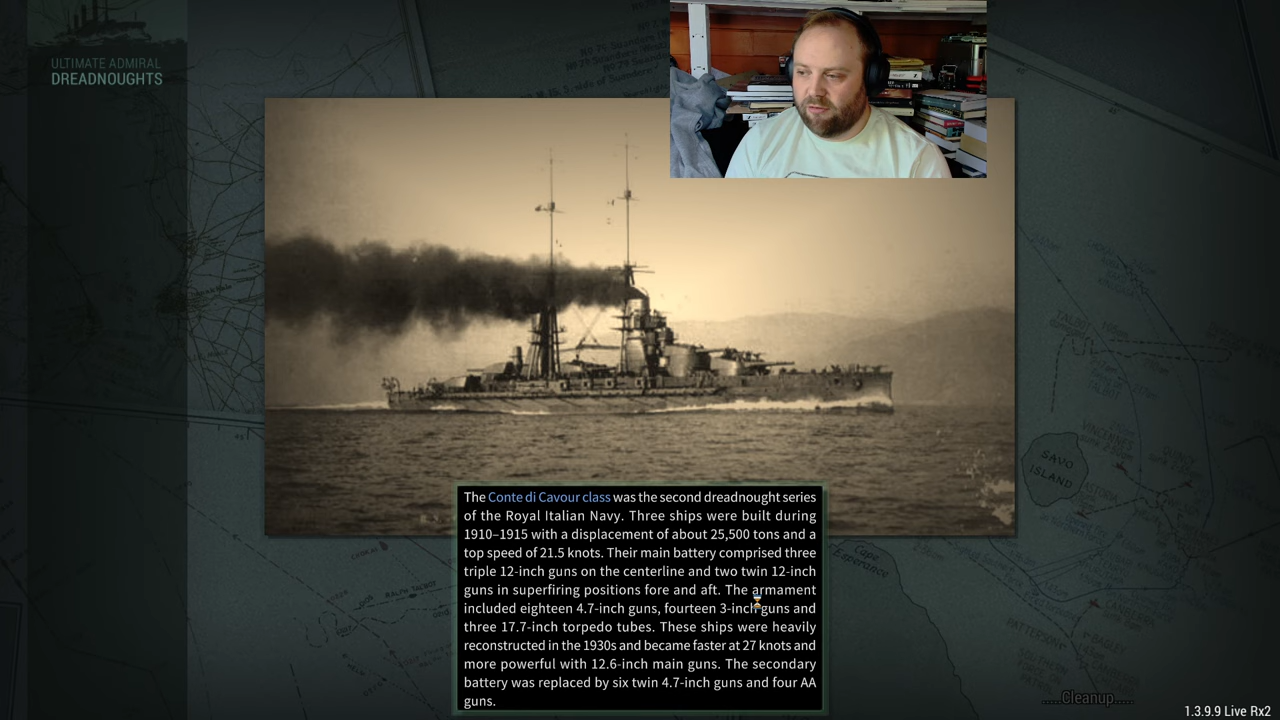 ULTIMATE ADMIRAL
DREADNOUGHTS
The Conte di Cavour class was the second dreadnought series
of the Royal Italian Navy. Three ships were built during
1910–1915 with a displacement of about 25,500 tons and a
top speed of 21.5 knots. Their main battery comprised three
triple 12-inch guns on the centerline and two twin 12-inch
guns in superfiring positions fore and aft. The armament
included eighteen 4.7-inch guns, fourteen 3-inch guns and
three 17.7-inch torpedo tubes. These ships were heavily
reconstructed in the 1930s and became faster at 27 knots and
more powerful with 12.6-inch main guns. The secondary
battery was replaced by six twin 4.7-inch guns and four AA
guns.
SAVO
ISLAND
Cape
Esperance
RALPH TALBOT
.....Cleanup.....
1.3.9.9 Live Rx2